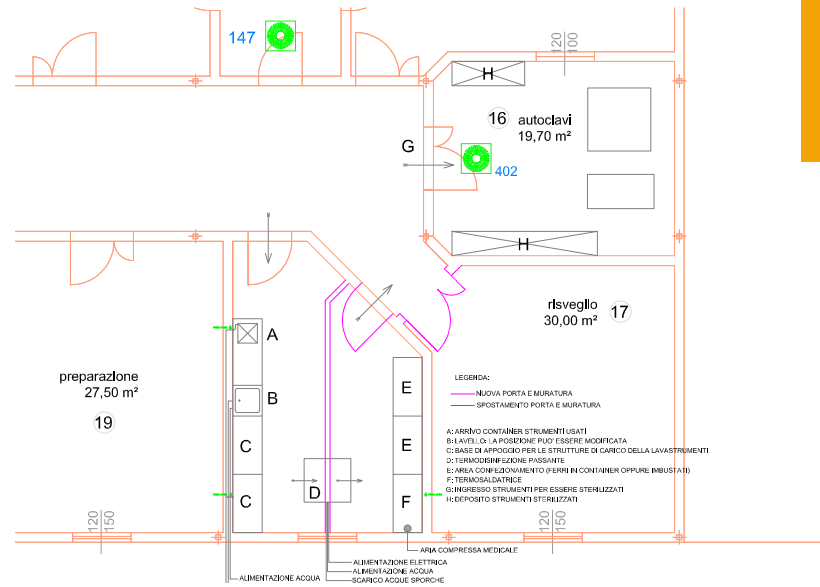 147
120
100
H
16
autoclavi
19,70 m²
G
402
H
risveglio
30,00 m²
17
A
preparazione
27,50 m²
19
B
C
C
D
E
E
F
LEGENDA:
NUOVA PORTA E MURATURA
SPOSTAMENTO PORTA E MURATURA
A: ARRIVO CONTAINER STRUMENTI USATI
B: LAVELLO: LA POSIZIONE PUO' ESSERE MODIFICATA
C: BASE DI APPOGGIO PER LE STRUTTURE DI CARICO DELLA LAVASTRUMENTI
D: TERMODISINFEZIONE PASSANTE
E: AREA CONFEZIONAMENTO (FERRI IN CONTAINER OPPURE IMBUSTATI)
F: TERMOSALDATRICE
G: INGRESSO STRUMENTI PER ESSERE STERILIZZATI
H: DEPOSITO STRUMENTI STERILIZZATI
120
150
120
150
ARIA COMPRESSA MEDICALE
ALIMENTAZIONE ELETTRICA
ALIMENTAZIONE ACQUA
SCARICO ACQUE SPORCHE
ALIMENTAZIONE ACQUA